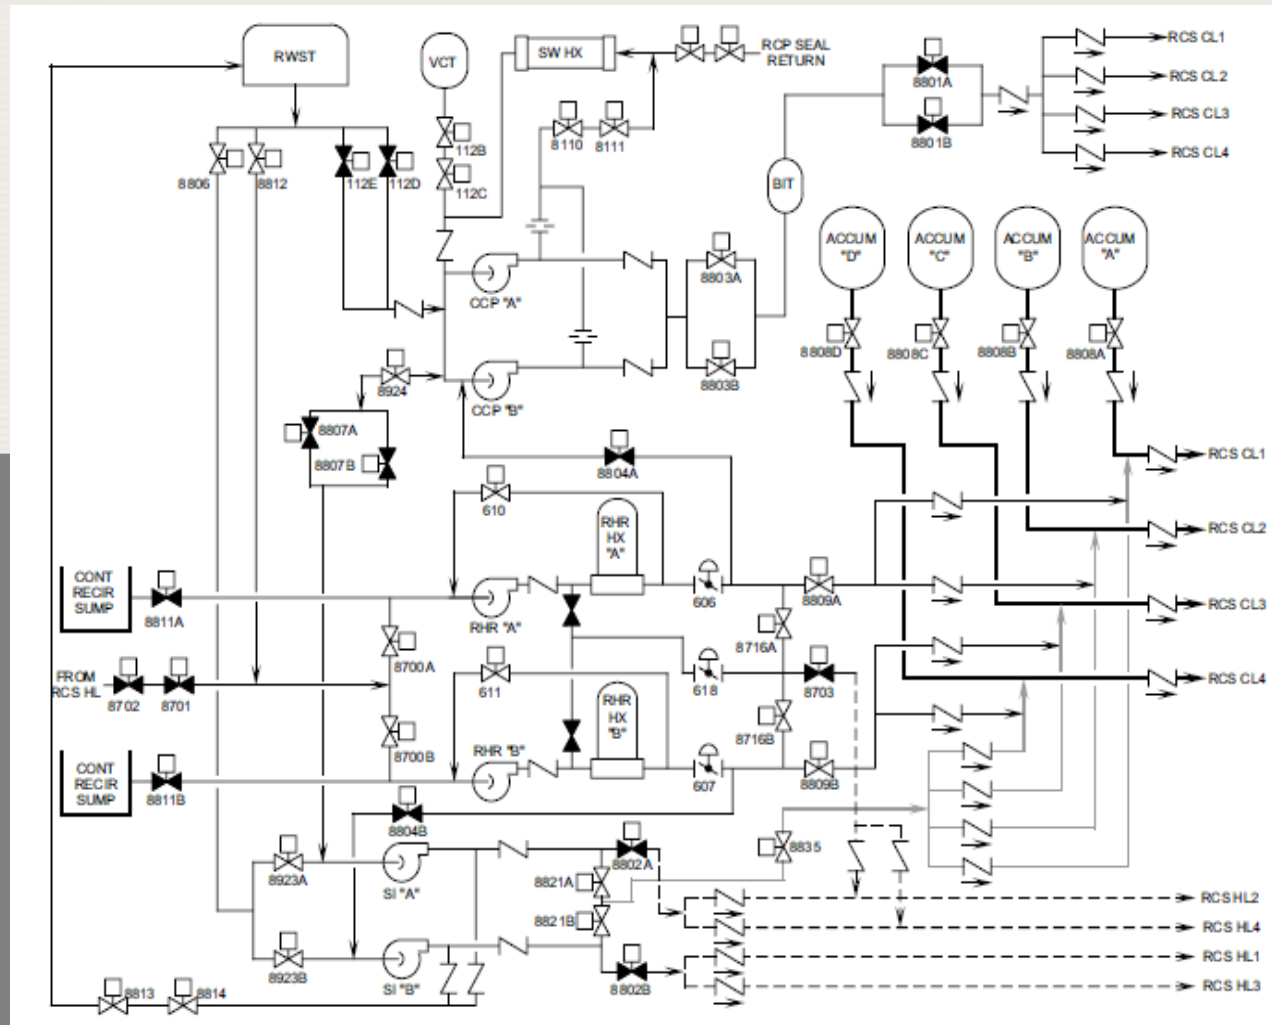 RWST
VCT
SW HX
RCP SEAL
RETURN
8801A
8801B
RCS CL1
RCS CL2
RCS CL3
RCS CL4
8806
8812
112E
112D
112B
112C
8110
8111
BIT
CCP "A"
CCP "B"
8803A
8803B
ACCUM
"D"
ACCUM
"C"
ACCUM
"B"
ACCUM
"A"
8808D
8808C
8808B
8808A
8924
8807A
8807B
8804A
610
RHR
HX
"A"
RCS CL1
RCS CL2
RCS CL3
RCS CL4
CONT
RECIR
SUMP
8811A
RHR "A"
606
8809A
8700A
8716A
FROM
RCS HL
8702
8701
611
618
8703
8700B
RHR
HX
"B"
8716B
CONT
RECIR
SUMP
8811B
RHR "B"
607
8809B
8804B
8835
8923A
SI "A"
8802A
8821A
8821B
8923B
SI "B"
8802B
8813
8814
RCS HL2
RCS HL4
RCS HL1
RCS HL3